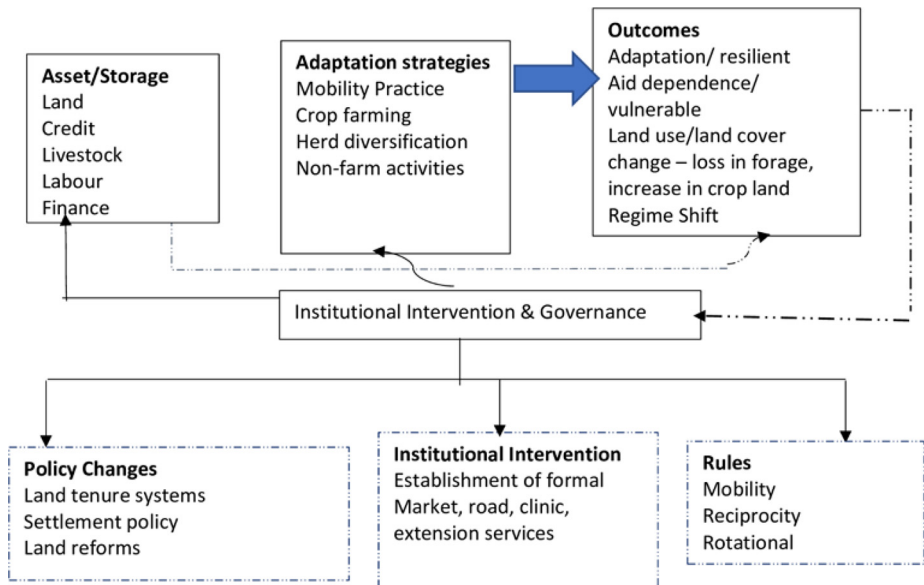 Asset/Storage
Land
Credit
Livestock
Labour
Finance
Adaptation strategies
Mobility Practice
Crop farming
Herd diversification
Non-farm activities
Outcomes
Adaptation/ resilient
Aid dependence/
vulnerable
Land use/land cover
change – loss in forage,
increase in crop land
Regime Shift
Institutional Intervention & Governance
Policy Changes
Land tenure systems
Settlement policy
Land reforms
Institutional Intervention
Establishment of formal
Market, road, clinic,
extension services
Rules
Mobility
Reciprocity
Rotational